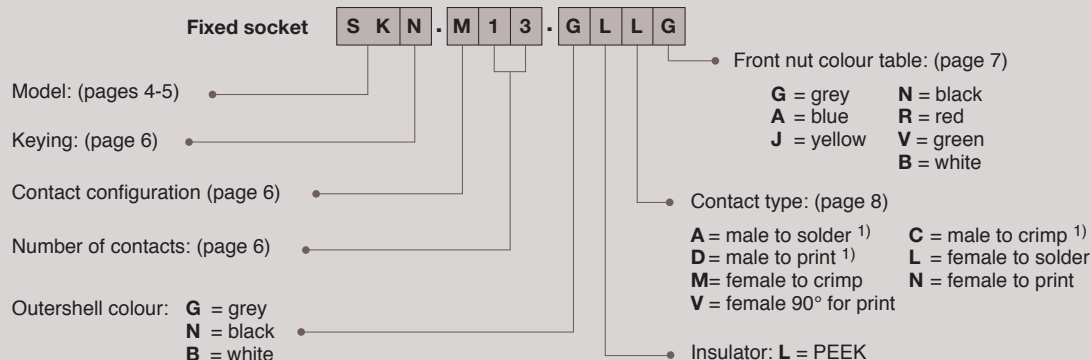 Fixed socket S K N . M 1 3 . G L L G
Model: (pages 4-5)
Keying: (page 6)
Contact configuration (page 6)
Number of contacts: (page 6)
Outershell colour: G = grey
N = black
B = white
Front nut colour table: (page 7)
G = grey N = black
A = blue R = red
J = yellow V = green
B = white
Contact type: (page 8)
A = male to solder 1) C = male to crimp 1)
D = male to print 1) L = female to solder
M= female to crimp N = female to print
V = female 90° for print
Insulator: L = PEEK